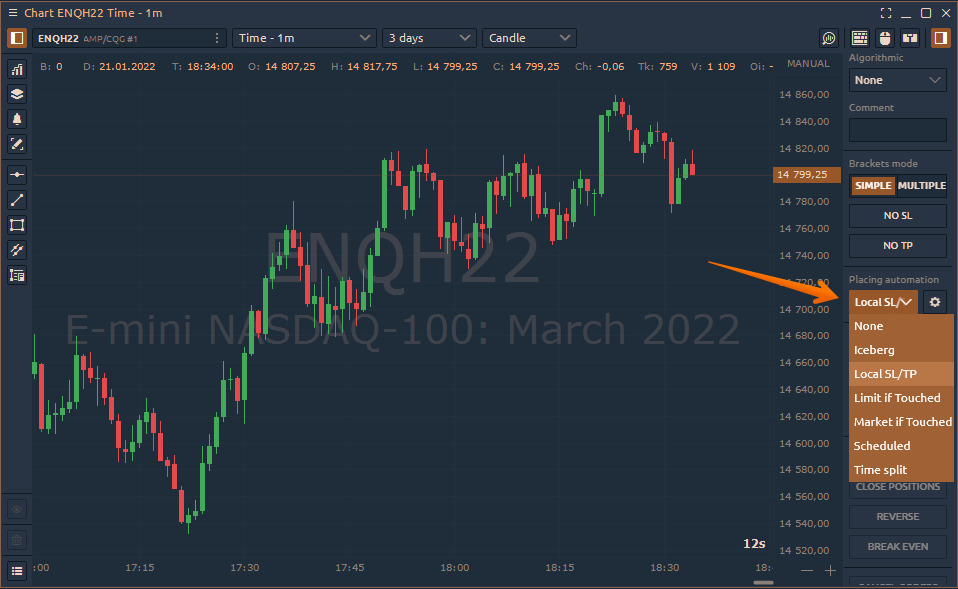 Chart ENQH22 Time - 1m
ENQH22 AMP/CQG #1
Time - 1m
3 days
Candle
B: 0 D: 21.01.2022 T: 18:34:00 O: 14 807,25 H: 14 817,75 L: 14 799,25 C: 14 799,25 Ch: -0,06 Tk: 759 V: 1 109 Oi: -
MANUAL
14 860,00
14 840,00
14 820,00
14 799,25
14 780,00
14 760,00
14 740,00
14 720,00
14 700,00
14 680,00
14 660,00
14 640,00
14 620,00
14 600,00
14 580,00
14 560,00
14 540,00
14 520,00
ENQH22
E-mini NASDAQ-100: March 2022
12s
:00 17:15 17:30 17:45 18:00 18:15 18:30 18:
Algorithmic
None
Comment
Brackets mode
SIMPLE MULTIPLE
NO SL
NO TP
Placing automation
Local SL/
None
Iceberg
Local SL/TP
Limit if Touched
Market if Touched
Scheduled
Time split
CLOSE POSITIONS
REVERSE
BREAK EVEN